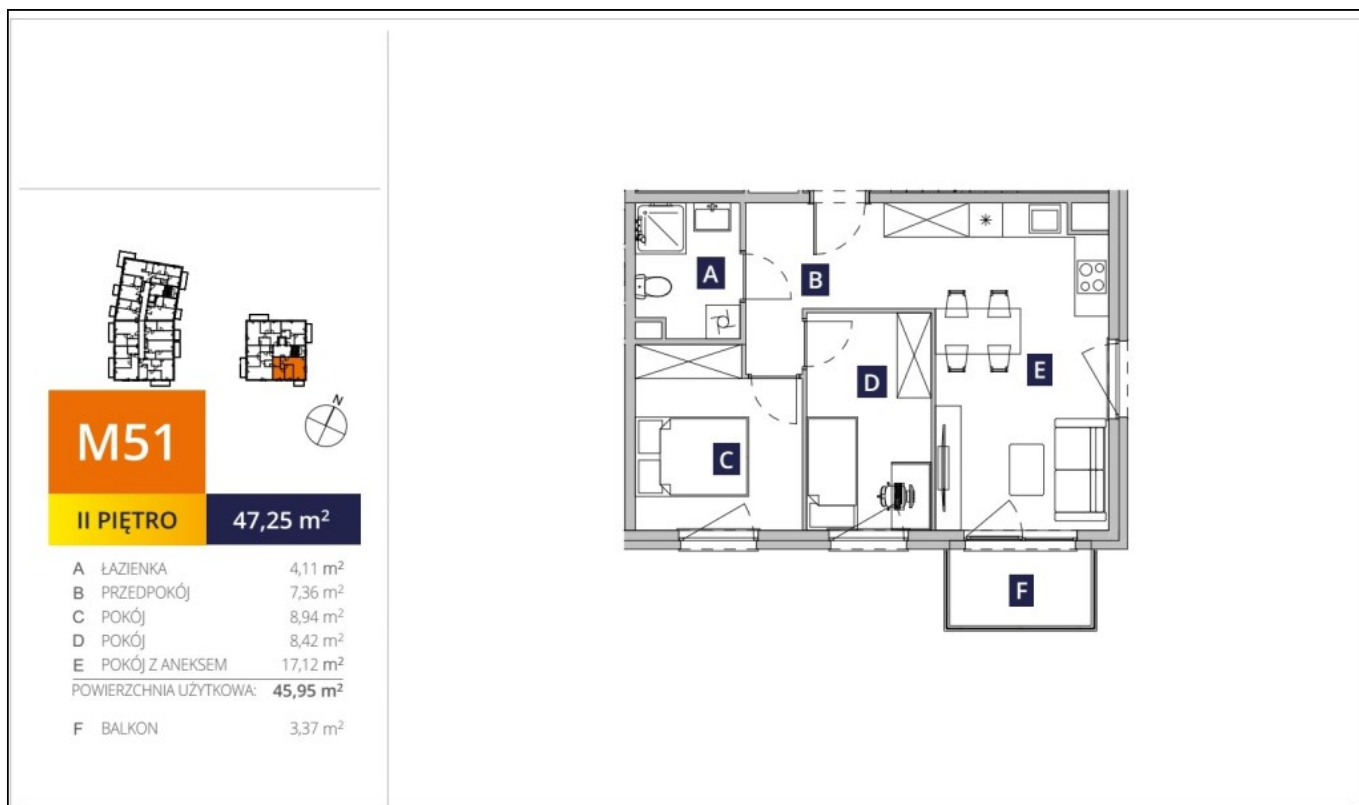 N
M51
II PIĘTRO 47,25 m²
A ŁAZIENKA 4,11 m²
B PRZEDPOKÓJ 7,36 m²
C POKÓJ 8,94 m²
D POKÓJ 8,42 m²
E POKÓJ Z ANEKSEM 17,12 m²
POWIERZCHNIA UŻYTKOWA: 45,95 m²
F BALKON 3,37 m²
A
B
C
D
E
F